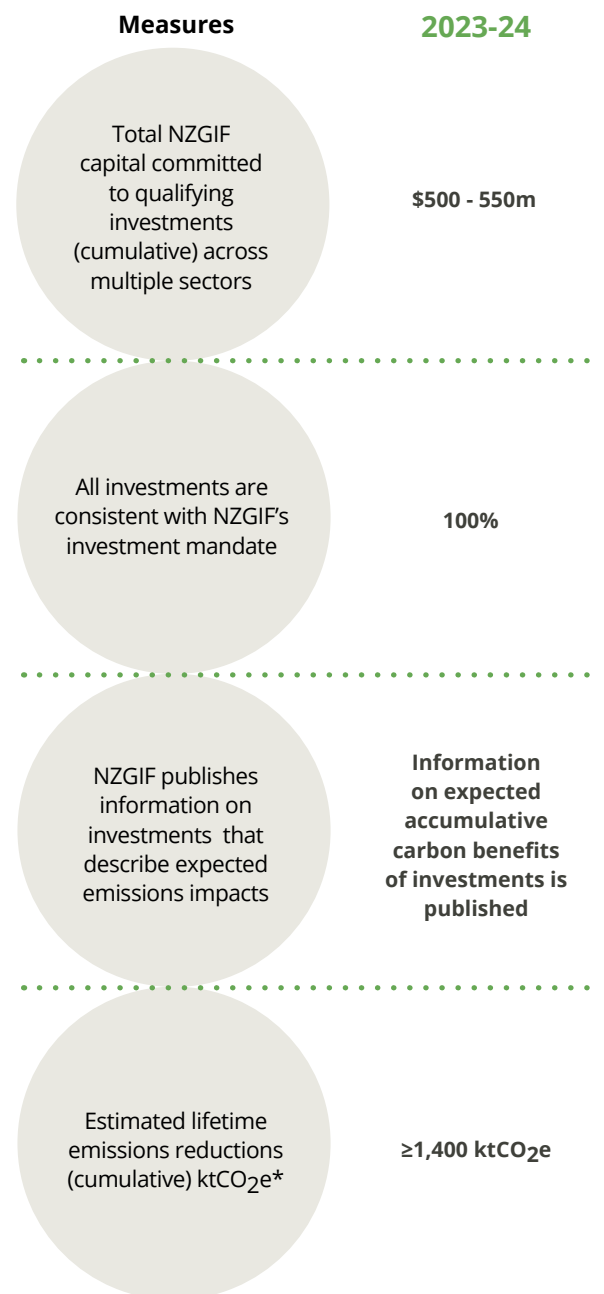 Measures
2023-24
Total NZGIF
capital committed
to qualifying
investments
(cumulative) across
multiple sectors
$500 - 550m
All investments are
consistent with NZGIF’s
investment mandate
100%
NZGIF publishes
information on
investments  that
describe expected
emissions impacts
Information
on expected
accumulative
carbon benefits
of investments is
published
Estimated lifetime
emissions reductions
(cumulative) ktCO2e*
≥1,400 ktCO2e